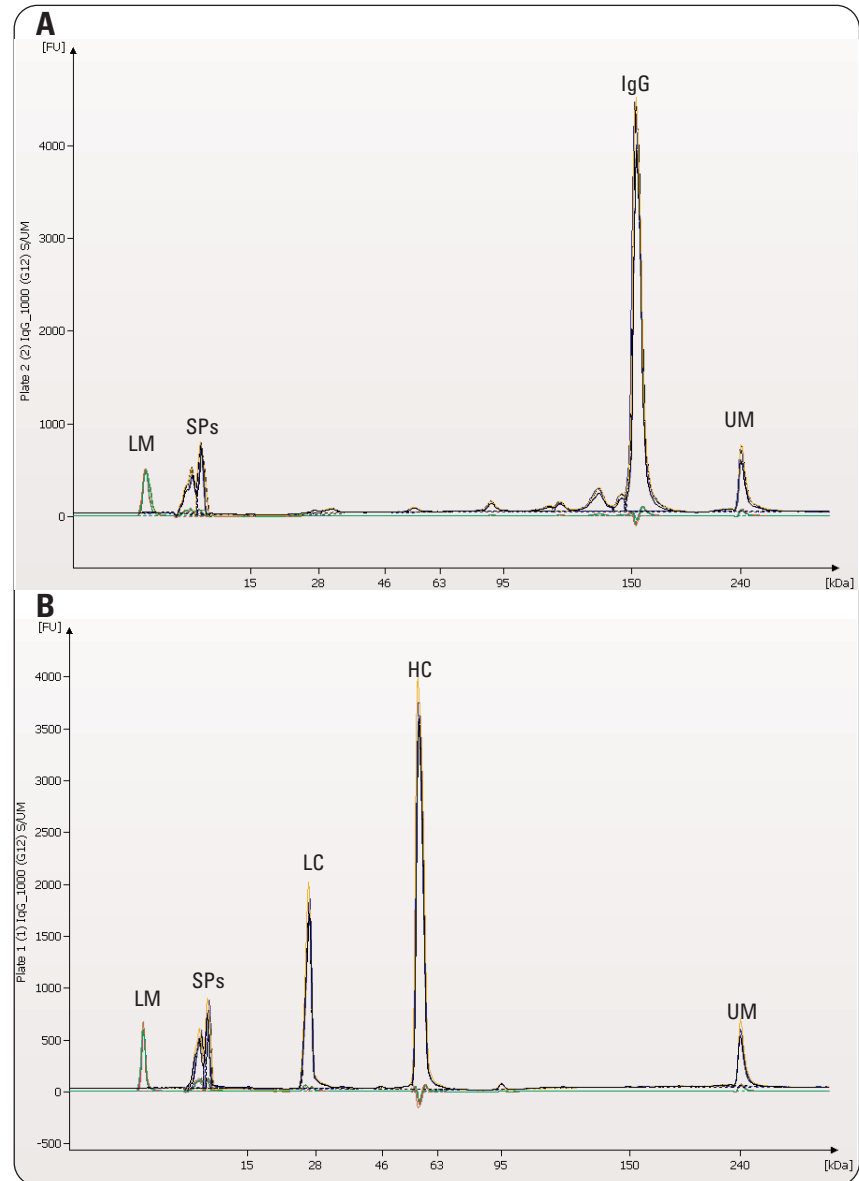 A
[FU]
IgG
4000
3000
Plate 2 (2) IgG_1000 (G12) S/UM
2000
1000
LM
SPs
UM
0
15 28 46 63 95 150 240 [kDa]
B
[FU]
HC
4000
3500
3000
Plate 1 (1) IgG_1000 (G12) S/UM
2500
2000
LC
1500
1000
LM
SPs
UM
500
0
-500
15 28 46 63 95 150 240 [kDa]